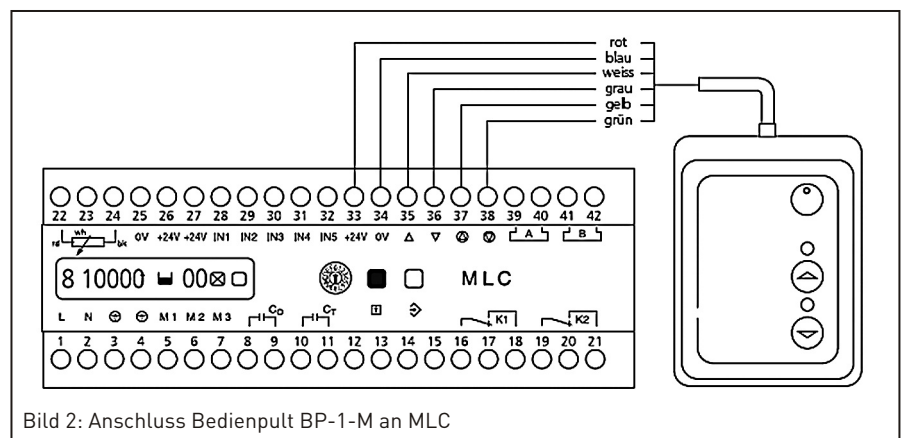 rot
blau
weiss
grau
gelb
grün
22 23 24 25 26 27 28 29 30 31 32 33 34 35 36 37 38 39 40 41 42
rd wh blk 0V +24V +24V IN1 IN2 IN3 IN4 IN5 +24V 0V A B
8 10000 00
MLC
L N M1 M2 M3 C0 CT K1 K2
1 2 3 4 5 6 7 8 9 10 11 12 13 14 15 16 17 18 19 20 21
Bild 2: Anschluss Bedienpult BP-1-M an MLC